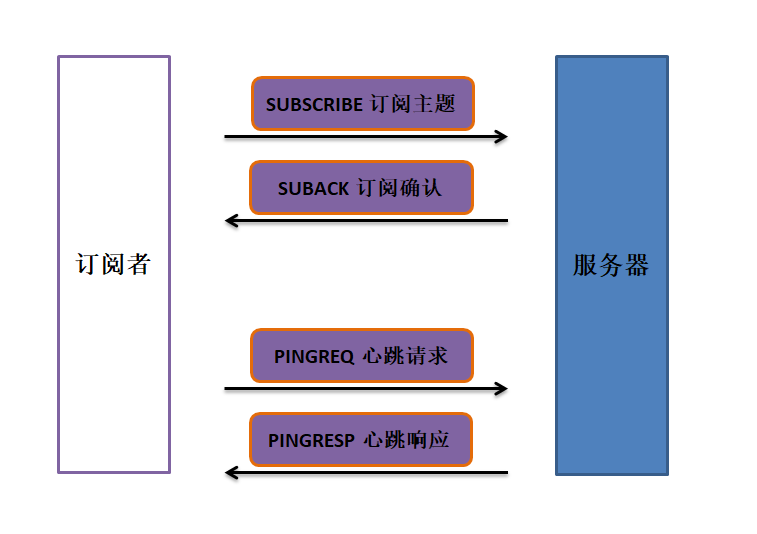 SUBSCRIBE 订阅主题
SUBACK 订阅确认
订阅者
服务器
PINGREQ 心跳请求
PINGRESP 心跳响应